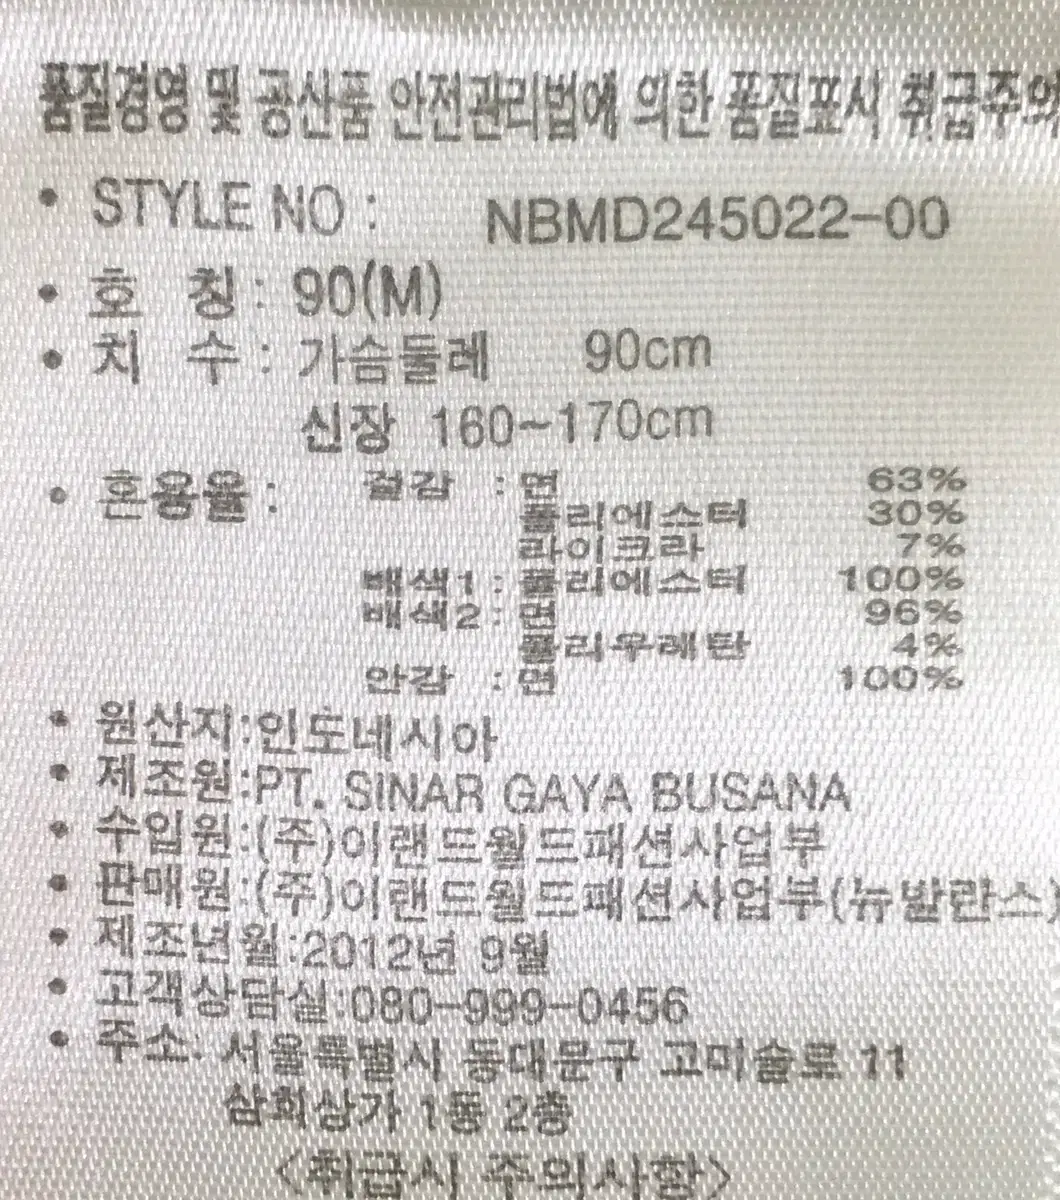 품질경영 및 공산품 안전관리법에 의한 품질표시 취급주의
• STYLE NO : NBMD245022-00
• 호 칭 : 90(M)
• 치 수 : 가슴둘레 90cm
신장 160~170cm
• 혼용율 : 겉감 : 면 63%
폴리에스터 30%
라이크라 7%
배색1 : 폴리에스터 100%
배색2 : 면 96%
폴리우레탄 4%
안감 : 면 100%
• 원산지:인도네시아
• 제조원:PT. SINAR GAYA BUSANA
• 수입원:(주)이랜드월드패션사업부
• 판매원:(주)이랜드월드패션사업부(뉴발란스)
• 제조년월:2012년 9월
• 고객상담실:080-999-0456
• 주소: 서울특별시 동대문구 고미술로 11
삼희상가 1동 2층
<취급시 주의사항>